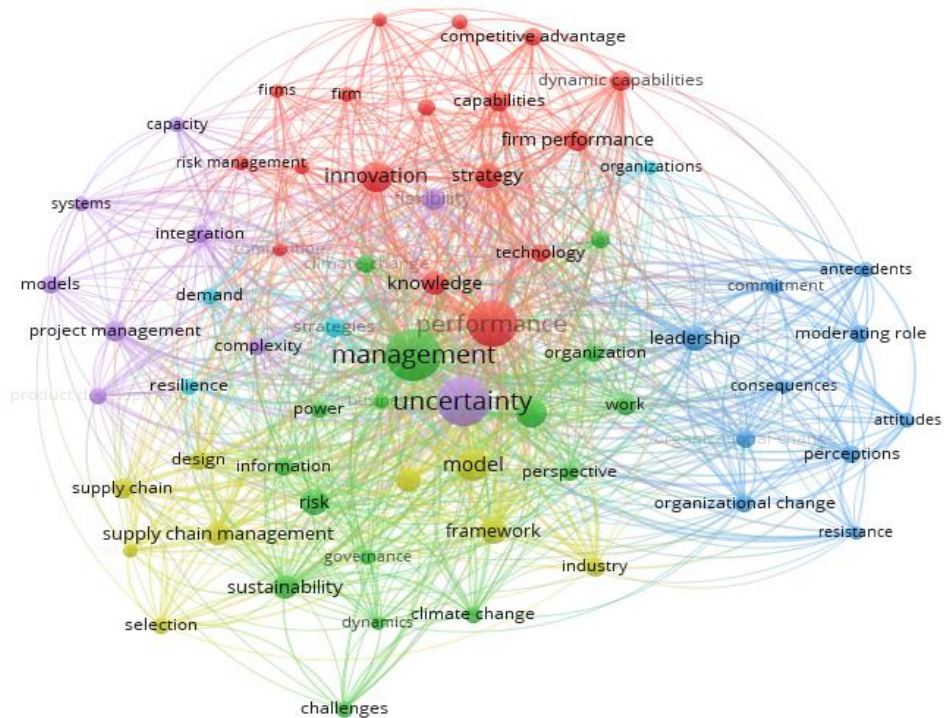 competitive advantage
dynamic capabilities
firms
firm
capabilities
capacity
firm performance
risk management
organizations
innovation
strategy
flexibility
systems
integration
technology
climate change
antecedents
models
knowledge
commitment
demand
strategies
performance
project management
leadership
moderating role
complexity
management
organization
resilience
consequences
power
uncertainty
work
attitudes
design
information
model
perspective
perceptions
supply chain
risk
organizational change
supply chain management
framework
resistance
governance
industry
sustainability
selection
dynamics
climate change
challenges